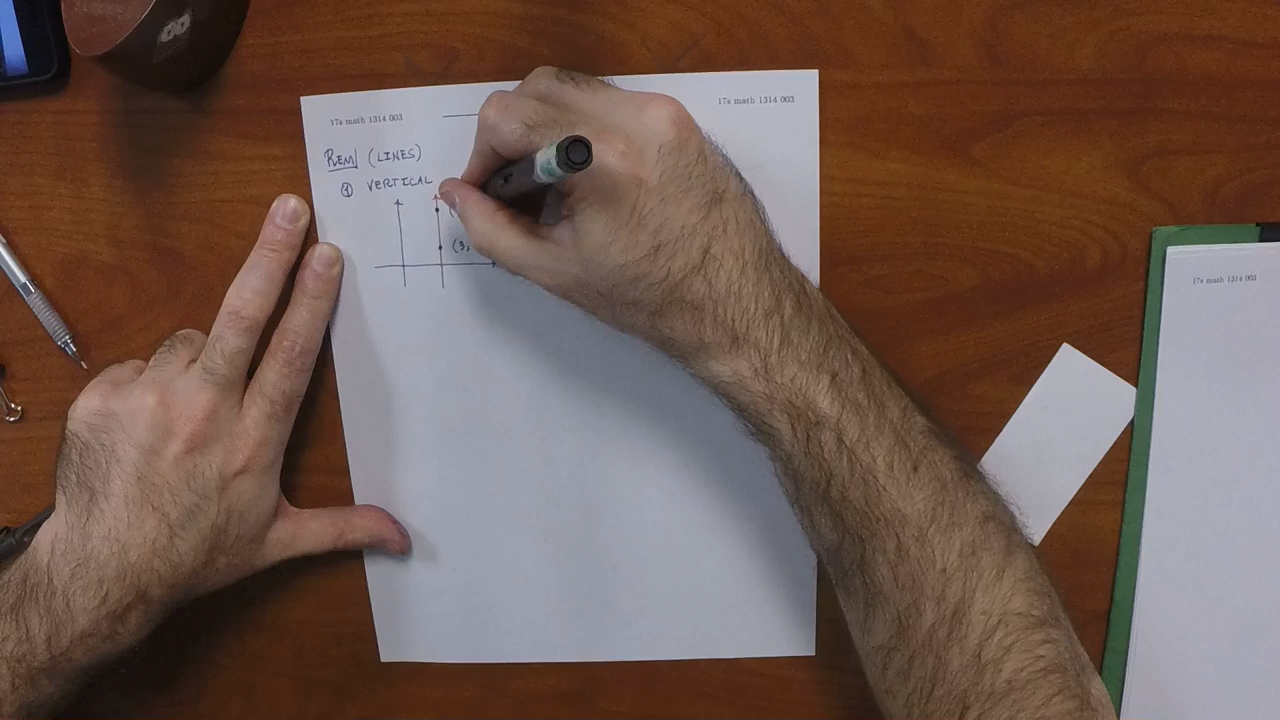 17s math 1314 003
17s math 1314 003
REM (LINES)
① VERTICAL
(
(3,
17s math 1314 003